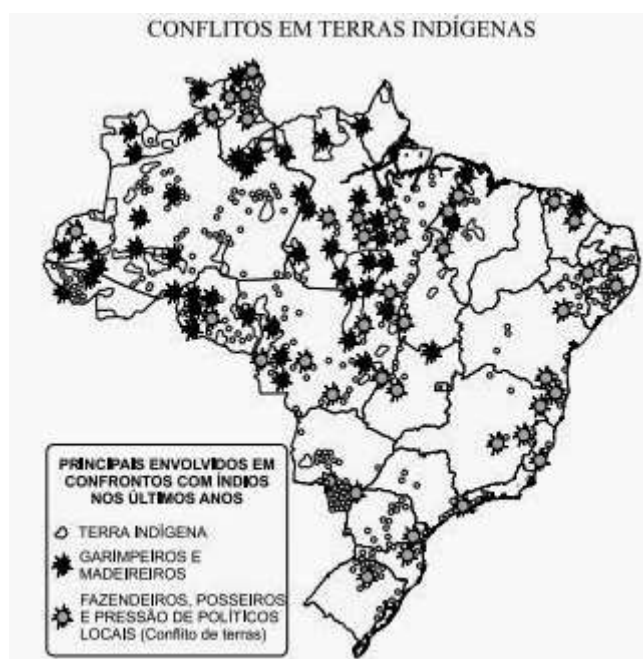 CONFLITOS EM TERRAS INDÍGENAS
PRINCIPAIS ENVOLVIDOS EM
CONFRONTOS COM ÍNDIOS
NOS ÚLTIMOS ANOS
TERRA INDÍGENA
GARIMPEIROS E
MADEIREIROS
FAZENDEIROS, POSSEIROS
E PRESSÃO DE POLÍTICOS
LOCAIS (Conflito de terras)